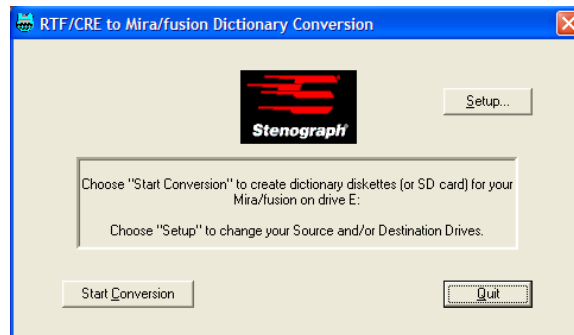 RTF/CRE to Mira/fusion Dictionary Conversion
Stenograph®
Setup...
Choose "Start Conversion" to create dictionary diskettes (or SD card) for your
Mira/fusion on drive E:
Choose "Setup" to change your Source and/or Destination Drives.
Start Conversion
Quit